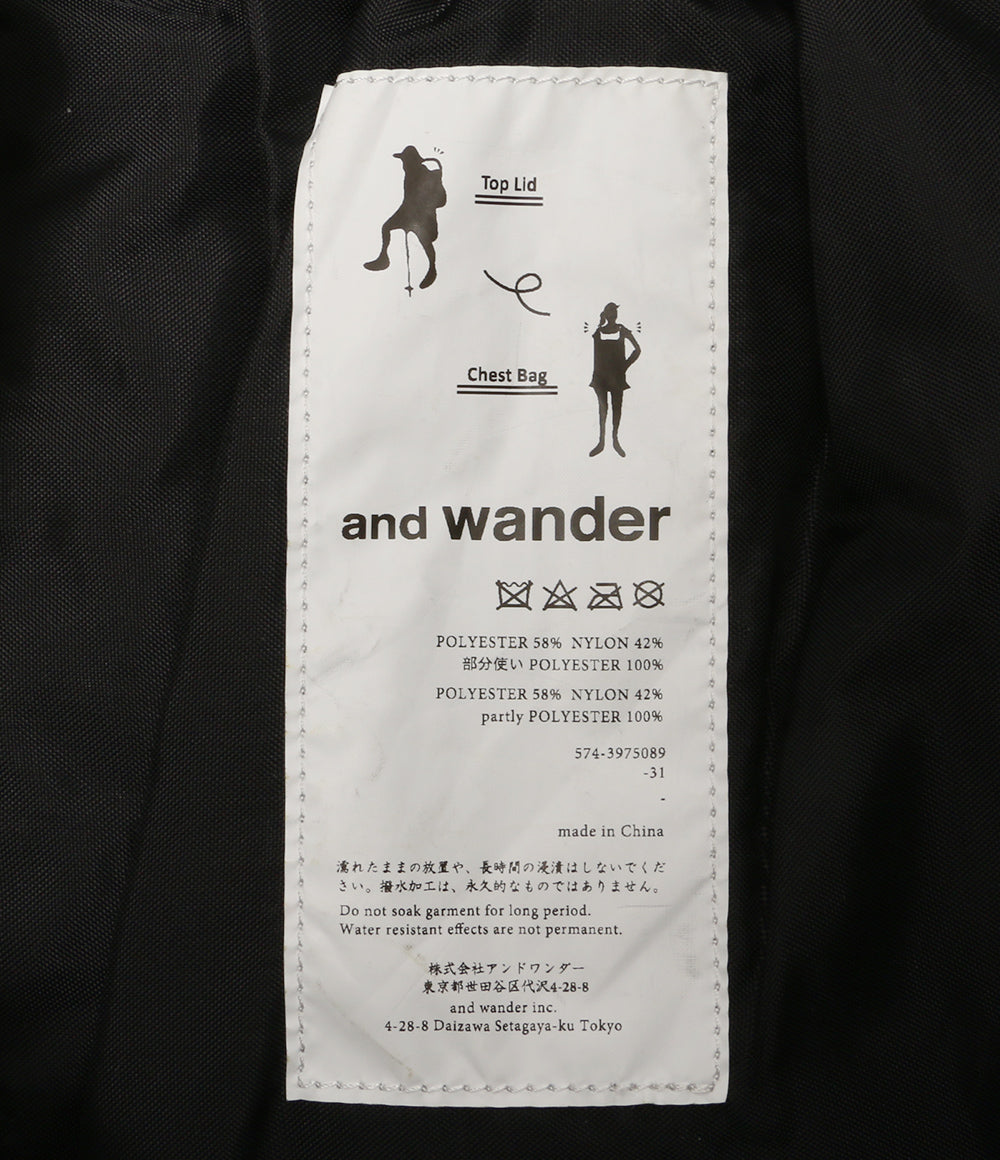 Top Lid
Chest Bag
and wander
POLYESTER 58% NYLON 42%
部分使い POLYESTER 100%
POLYESTER 58% NYLON 42%
partly POLYESTER 100%
574-3975089
-31
-
made in China
濡れたままの放置や、長時間の浸漬はしないでくだ
さい。撥水加工は、永久的なものではありません。
Do not soak garment for long period.
Water resistant effects are not permanent.
株式会社アンドワンダー
東京都世田谷区代沢4-28-8
and wander inc.
4-28-8 Daizawa Setagaya-ku Tokyo